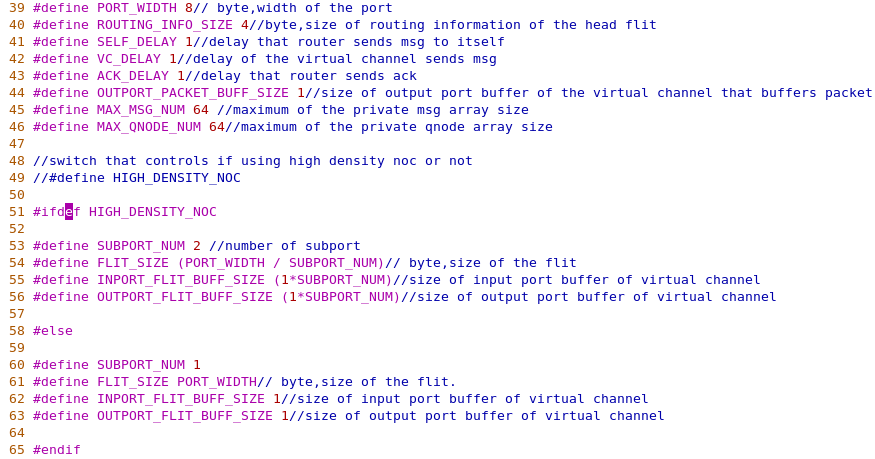 39 #define PORT_WIDTH 8// byte,width of the port
40 #define ROUTING_INFO_SIZE 4//byte,size of routing information of the head flit
41 #define SELF_DELAY 1//delay that router sends msg to itself
42 #define VC_DELAY 1//delay of the virtual channel sends msg
43 #define ACK_DELAY 1//delay that router sends ack
44 #define OUTPORT_PACKET_BUFF_SIZE 1//size of output port buffer of the virtual channel that buffers packet
45 #define MAX_MSG_NUM 64 //maximum of the private msg array size
46 #define MAX_QNODE_NUM 64//maximum of the private qnode array size
47
48 //switch that controls if using high density noc or not
49 //#define HIGH_DENSITY_NOC
50
51 #ifdef HIGH_DENSITY_NOC
52
53 #define SUBPORT_NUM 2 //number of subport
54 #define FLIT_SIZE (PORT_WIDTH / SUBPORT_NUM)// byte,size of the flit
55 #define INPORT_FLIT_BUFF_SIZE (1*SUBPORT_NUM)//size of input port buffer of virtual channel
56 #define OUTPORT_FLIT_BUFF_SIZE (1*SUBPORT_NUM)//size of output port buffer of virtual channel
57
58 #else
59
60 #define SUBPORT_NUM 1
61 #define FLIT_SIZE PORT_WIDTH// byte,size of the flit.
62 #define INPORT_FLIT_BUFF_SIZE 1//size of input port buffer of virtual channel
63 #define OUTPORT_FLIT_BUFF_SIZE 1//size of output port buffer of virtual channel
64
65 #endif